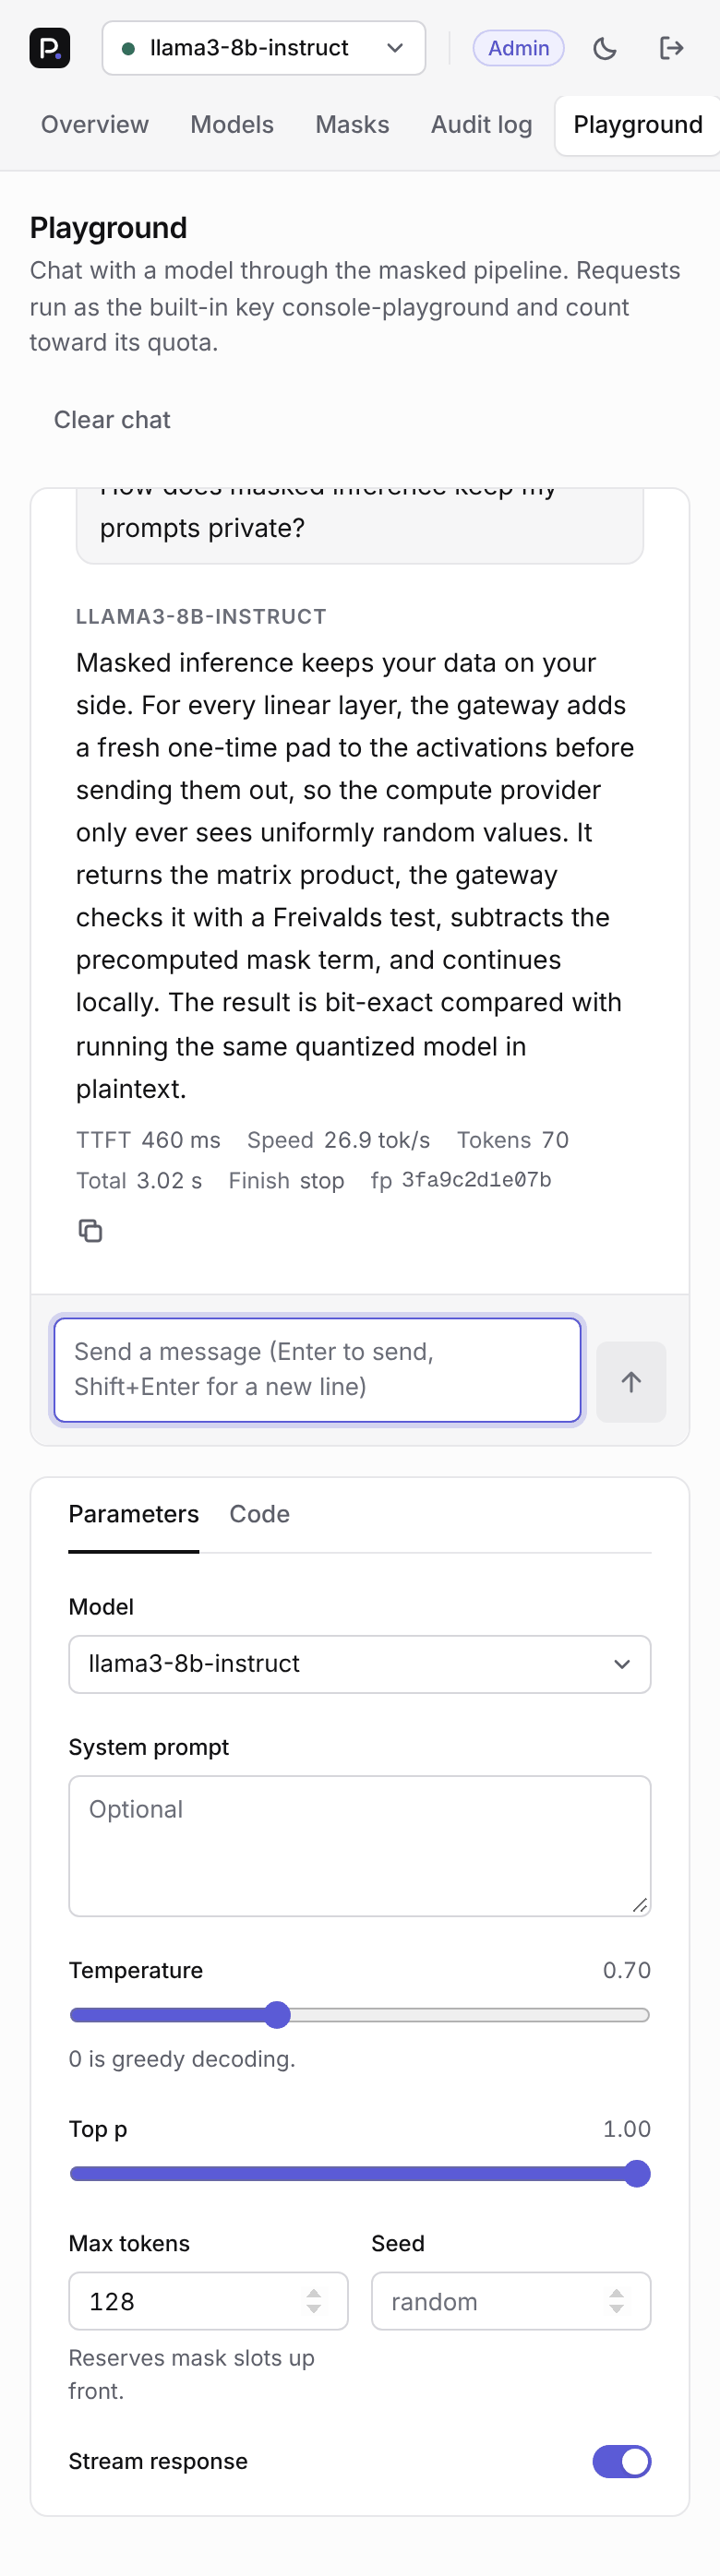 P.
llama3-8b-instruct
Admin
Overview Models Masks Audit log Playground
Playground
Chat with a model through the masked pipeline. Requests
run as the built-in key console-playground and count
toward its quota.
Clear chat
How does masked inference keep my
prompts private?
LLAMA3-8B-INSTRUCT
Masked inference keeps your data on your
side. For every linear layer, the gateway adds
a fresh one-time pad to the activations before
sending them out, so the compute provider
only ever sees uniformly random values. It
returns the matrix product, the gateway
checks it with a Freivalds test, subtracts the
precomputed mask term, and continues
locally. The result is bit-exact compared with
running the same quantized model in
plaintext.
TTFT 460 ms Speed 26.9 tok/s Tokens 70
Total 3.02 s Finish stop fp 3fa9c2d1e07b
Send a message (Enter to send,
Shift+Enter for a new line)
Parameters Code
Model
llama3-8b-instruct
System prompt
Optional
Temperature 0.70
0 is greedy decoding.
Top p 1.00
Max tokens Seed
128 random
Reserves mask slots up
front.
Stream response